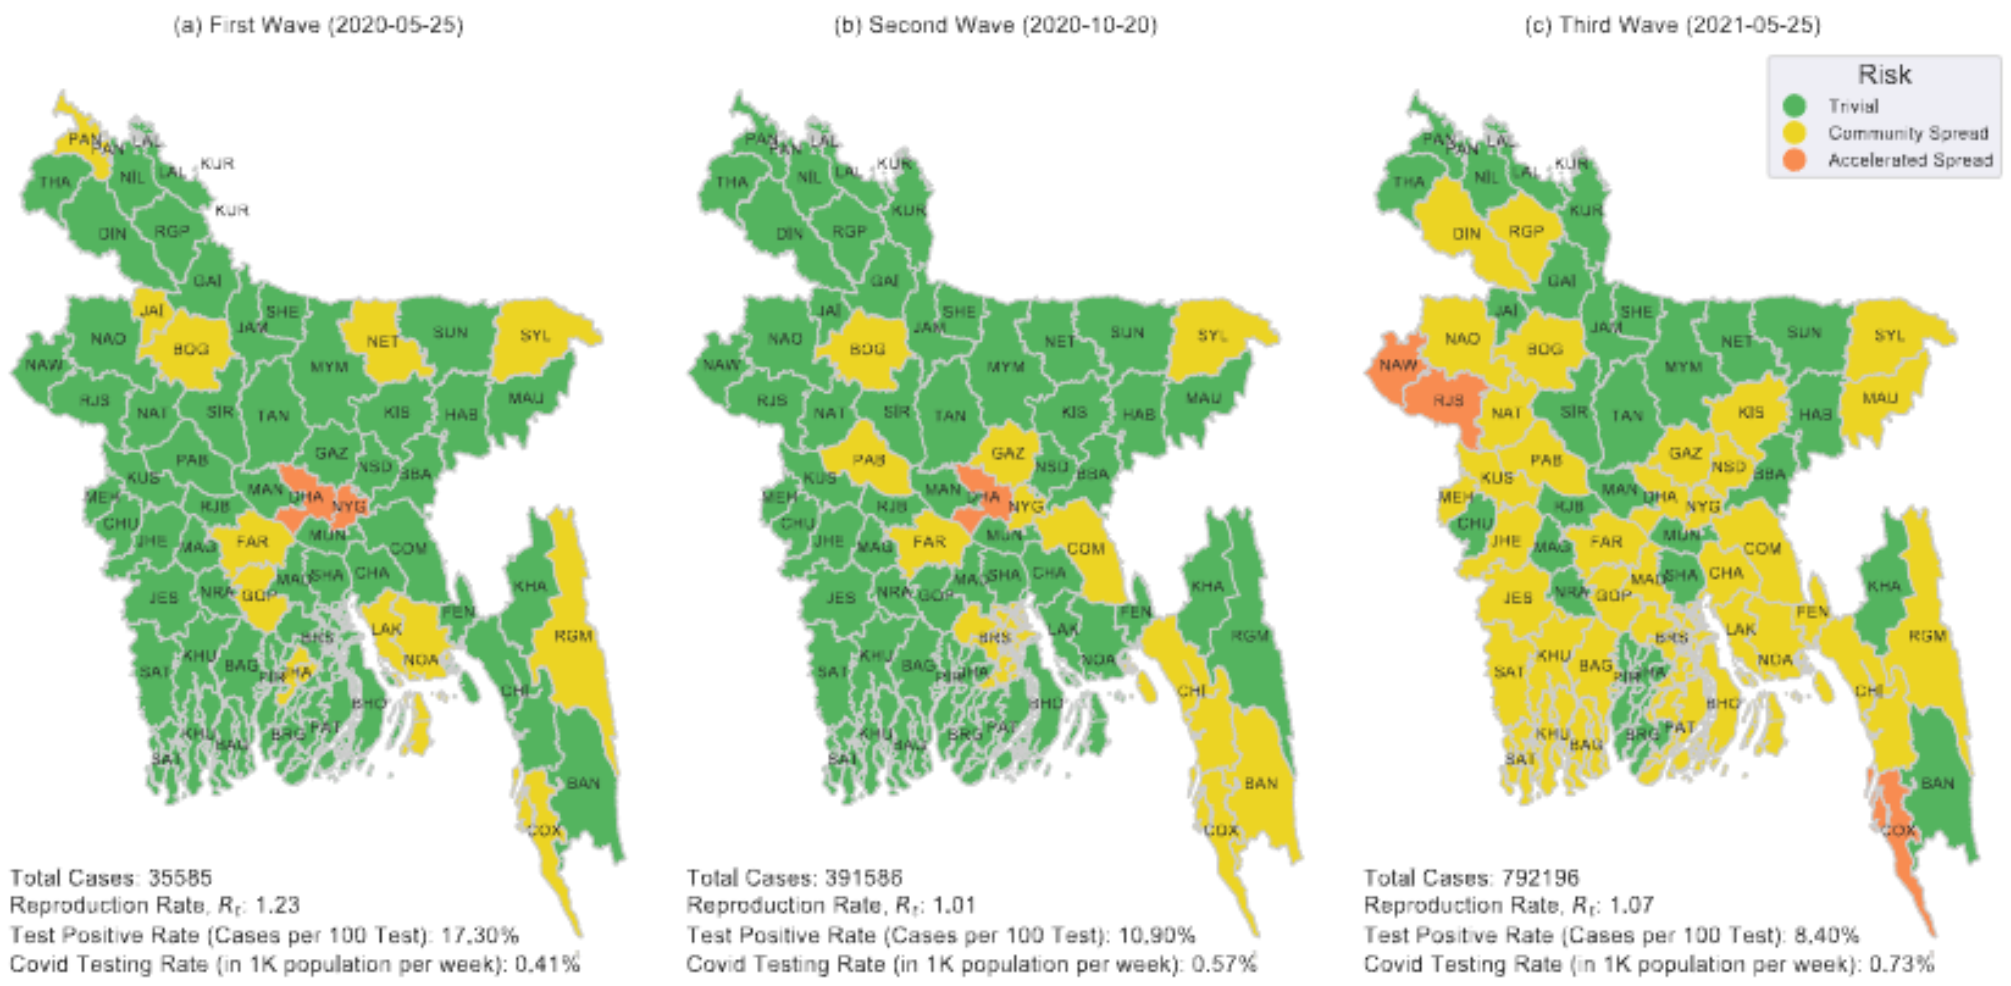 (a) First Wave (2020-05-25)
PAN
PAN
LAL
THA
NIL
LAL
KUR
KUR
DIN
RGP
GAI
JAI
SHE
JAM
NAO
BOG
NET
SUN
SYL
NAW
MYM
RJS
NAT
SIR
TAN
KIS
HAB
MAU
PAB
GAZ
NSD
BBA
KUS
MEH
MAN
DHA
NYG
RJB
CHU
JHE
MAG
FAR
MUN
COM
MAD
SHA
CHA
JES
NRA
GOP
KHA
FEN
LAK
BRS
RGM
SAT
KHU
BAG
PIR
JHA
NOA
CHI
BHO
KHU
BAG
BRG
PAT
SAT
BAN
COX
Total Cases: 35585
Reproduction Rate, Rt: 1.23
Test Positive Rate (Cases per 100 Test): 17.30%
Covid Testing Rate (in 1K population per week): 0.41%
(b) Second Wave (2020-10-20)
PAN
PAN
LAL
THA
NIL
LAL
KUR
KUR
DIN
RGP
GAI
JAI
SHE
JAM
NAO
BOG
NET
SUN
SYL
NAW
MYM
RJS
NAT
SIR
TAN
KIS
HAB
MAU
PAB
GAZ
NSD
BBA
KUS
MEH
MAN
DHA
NYG
RJB
CHU
JHE
MAG
FAR
MUN
COM
MAD
SHA
CHA
JES
NRA
GOP
KHA
FEN
LAK
BRS
RGM
SAT
KHU
BAG
PIR
JHA
NOA
CHI
BHO
KHU
BAG
BRG
PAT
SAT
BAN
COX
Total Cases: 391586
Reproduction Rate, Rt: 1.01
Test Positive Rate (Cases per 100 Test): 10.90%
Covid Testing Rate (in 1K population per week): 0.57%
(c) Third Wave (2021-05-25)
Risk
Trivial
Community Spread
Accelerated Spread
PAN
PAN
LAL
THA
NIL
LAL
KUR
KUR
DIN
RGP
GAI
JAI
SHE
JAM
NAO
BOG
NET
SUN
SYL
NAW
MYM
RJS
NAT
SIR
TAN
KIS
HAB
MAU
PAB
GAZ
NSD
BBA
KUS
MEH
MAN
DHA
NYG
RJB
CHU
JHE
MAG
FAR
MUN
COM
MAD
SHA
CHA
JES
NRA
GOP
KHA
FEN
LAK
BRS
RGM
SAT
KHU
BAG
PIR
JHA
NOA
CHI
BHO
KHU
BAG
BRG
PAT
SAT
BAN
COX
Total Cases: 792196
Reproduction Rate, Rt: 1.07
Test Positive Rate (Cases per 100 Test): 8.40%
Covid Testing Rate (in 1K population per week): 0.73%